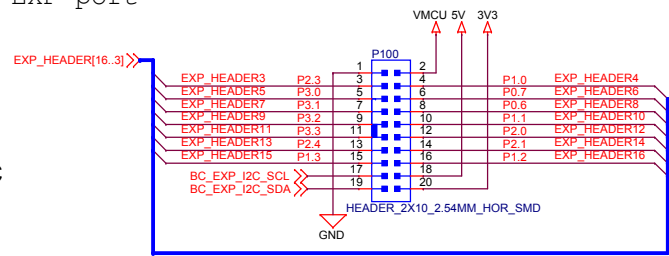 EXP port
VMCU 5V 3V3
EXP_HEADER[16..3]
P100
1 2
EXP_HEADER3 P2.3 3 4 P1.0 EXP_HEADER4
EXP_HEADER5 P3.0 5 6 P0.7 EXP_HEADER6
EXP_HEADER7 P3.1 7 8 P0.6 EXP_HEADER8
EXP_HEADER9 P3.2 9 10 P1.1 EXP_HEADER10
EXP_HEADER11 P3.3 11 12 P2.0 EXP_HEADER12
EXP_HEADER13 P2.4 13 14 P2.1 EXP_HEADER14
EXP_HEADER15 P1.3 15 16 P1.2 EXP_HEADER16
BC_EXP_I2C_SCL 17 18
BC_EXP_I2C_SDA 19 20
HEADER_2X10_2.54MM_HOR_SMD
GND